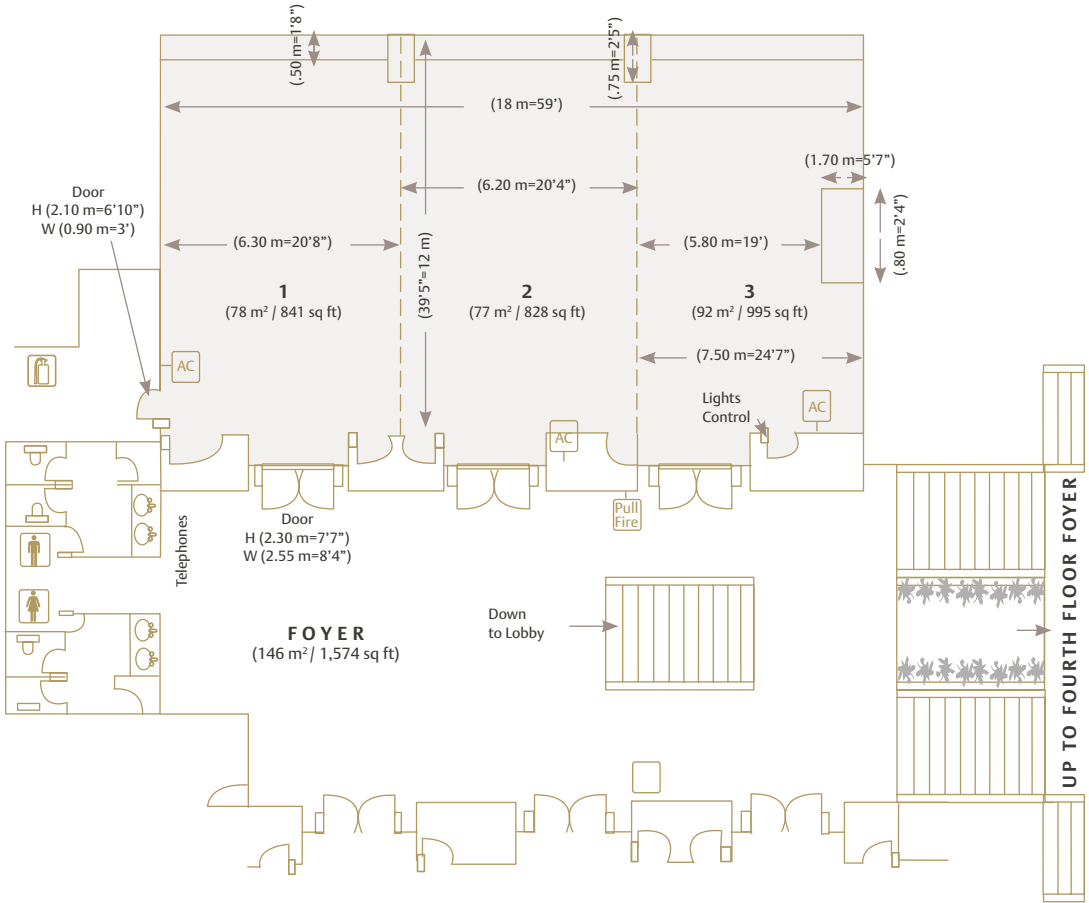 (.50 m=1’8”)
(.75 m=2’5”)
(18 m=59’)
(1.70 m=5’7”)
(6.20 m=20’4”)
Door
H (2.10 m=6’10”)
W (0.90 m=3’)
(6.30 m=20’8”)
(39’5”=12 m)
(5.80 m=19’)
(.80 m=2’4”)
1
(78 m² / 841 sq ft)
2
(77 m² / 828 sq ft)
3
(92 m² / 995 sq ft)
(7.50 m=24’7”)
AC
Lights
Control
AC
AC
Pull
Fire
Door
H (2.30 m=7’7”)
W (2.55 m=8’4”)
Telephones
Down
to Lobby
FOYER
(146 m² / 1,574 sq ft)
UP TO FOURTH FLOOR FOYER